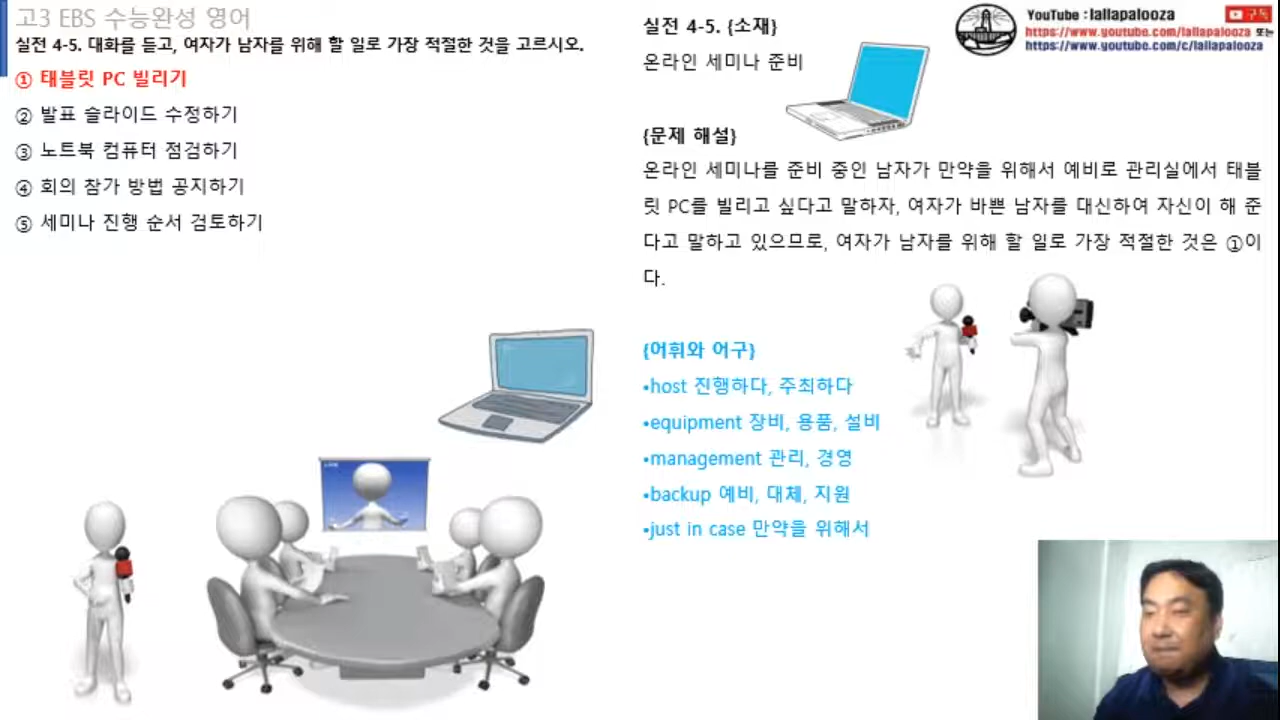 고3 EBS 수능완성 영어
실전 4-5. 대화를 듣고, 여자가 남자를 위해 할 일로 가장 적절한 것을 고르시오.
① 태블릿 PC 빌리기
② 발표 슬라이드 수정하기
③ 노트북 컴퓨터 점검하기
④ 회의 참가 방법 공지하기
⑤ 세미나 진행 순서 검토하기
실전 4-5. {소재}
온라인 세미나 준비
{문제 해설}
온라인 세미나를 준비 중인 남자가 만약을 위해서 예비로 관리실에서 태블
릿 PC를 빌리고 싶다고 말하자, 여자가 바쁜 남자를 대신하여 자신이 해 준
다고 말하고 있으므로, 여자가 남자를 위해 할 일로 가장 적절한 것은 ①이
다.
{어휘와 어구}
•host 진행하다, 주최하다
•equipment 장비, 용품, 설비
•management 관리, 경영
•backup 예비, 대체, 지원
•just in case 만약을 위해서
YouTube : lallapalooza
구독
https://www.youtube.com/lallapalooza 또는
https://www.youtube.com/c/lallapalooza